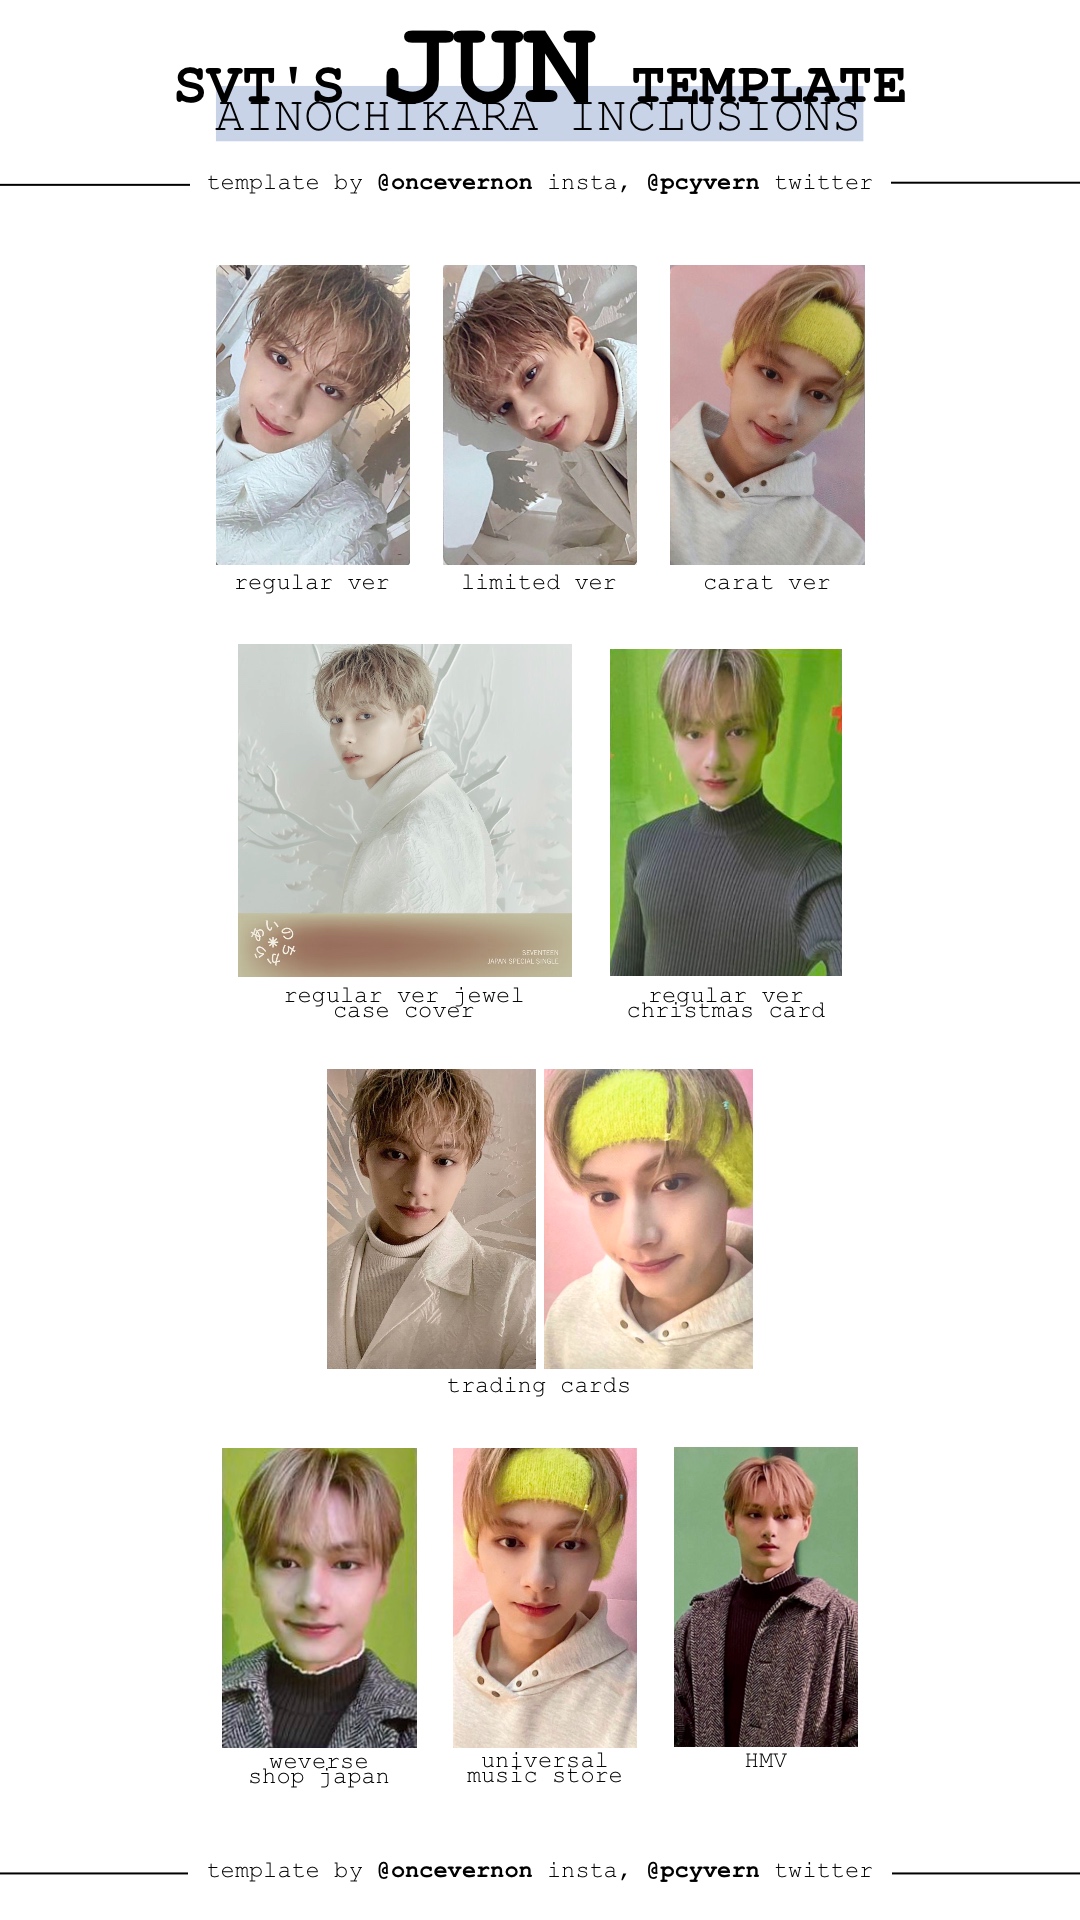 SVT'S JUN TEMPLATE
AINOCHIKARA INCLUSIONS
template by @oncevernon insta, @pcyvern twitter
regular ver
limited ver
carat ver
あいのちから
SEVENTEEN
JAPAN SPECIAL SINGLE
regular ver jewel
case cover
regular ver
christmas card
trading cards
weverse
shop japan
universal
music store
HMV
template by @oncevernon insta, @pcyvern twitter